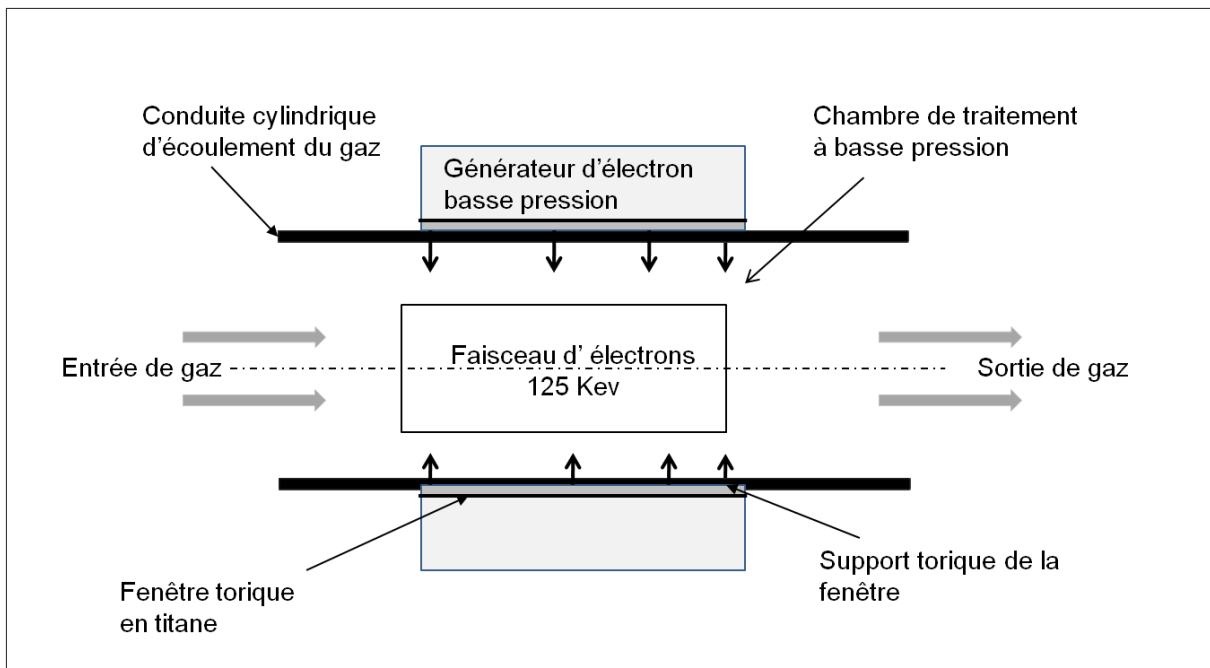 Conduite cylindrique
d'écoulement du gaz
Chambre de traitement
à basse pression
Générateur d'électron
basse pression
Entrée de gaz
Faisceau d' électrons
125 Kev
Sortie de gaz
Fenêtre torique
en titane
Support torique de la
fenêtre